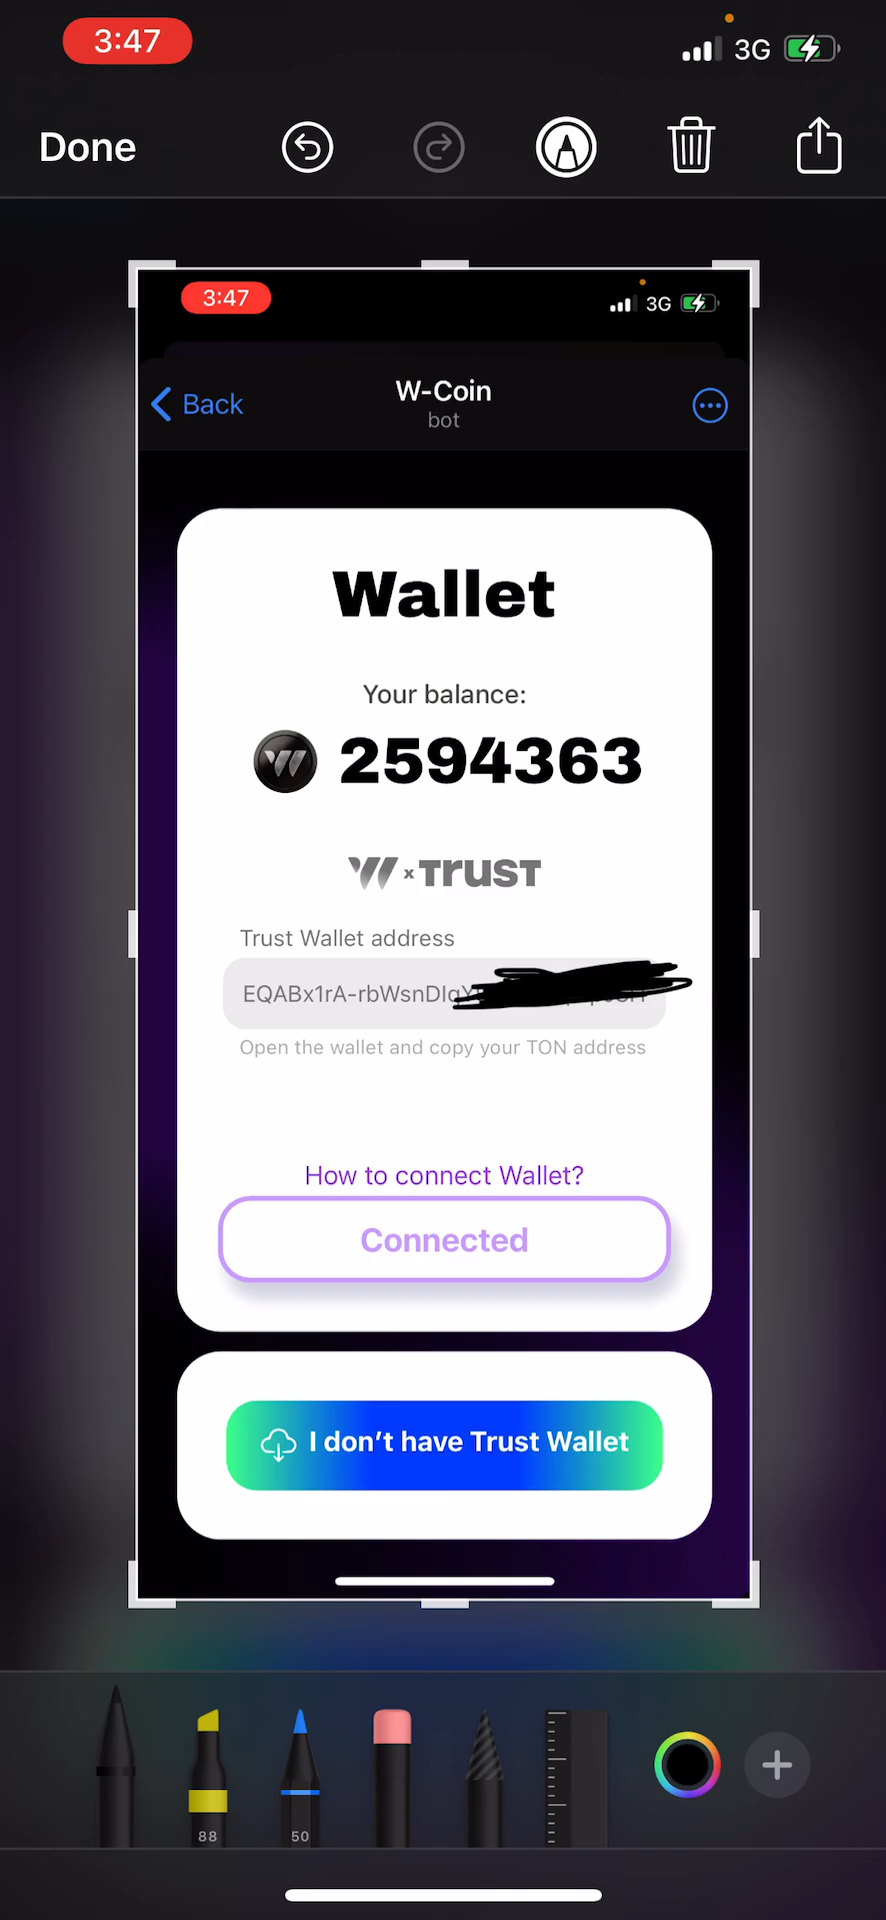 3:47
3G
Done
3:47
3G
Back
W-Coin
bot
Wallet
Your balance:
2594363
W x TRUST
Trust Wallet address
EQABx1rA-rbWsnDIqY
Open the wallet and copy your TON address
How to connect Wallet?
Connected
I don't have Trust Wallet
88
50